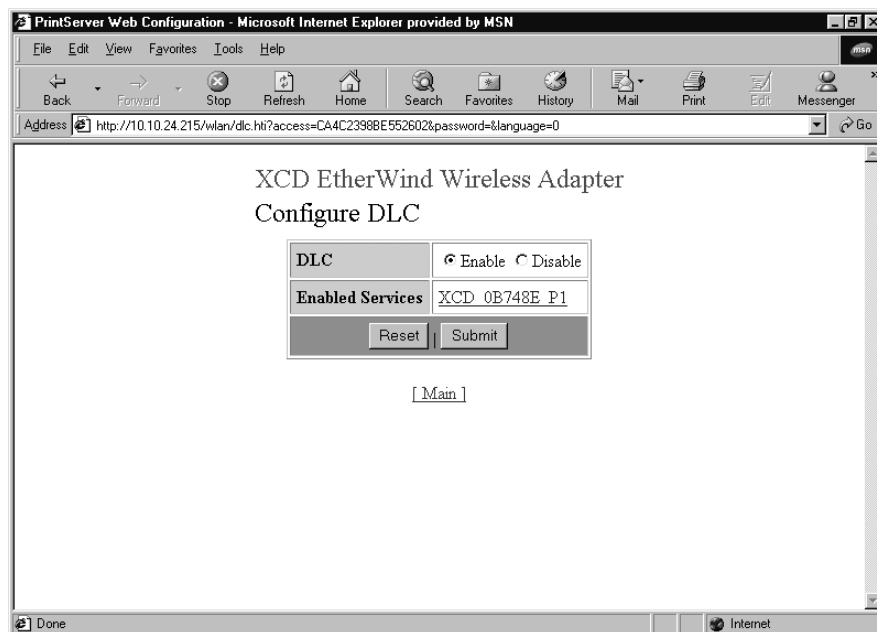 PrintServer Web Configuration - Microsoft Internet Explorer provided by MSN
File Edit View Favorites Tools Help
msn
Back Forward Stop Refresh Home Search Favorites History Mail Print Edit Messenger »
Address http://10.10.24.215/wlan/dlc.hti?access=CA4C2398BE552602&password=&language=0 Go
XCD EtherWind Wireless Adapter
Configure DLC
DLC Enable Disable
Enabled Services XCD_0B748E_P1
Reset | Submit
[ Main ]
Done Internet